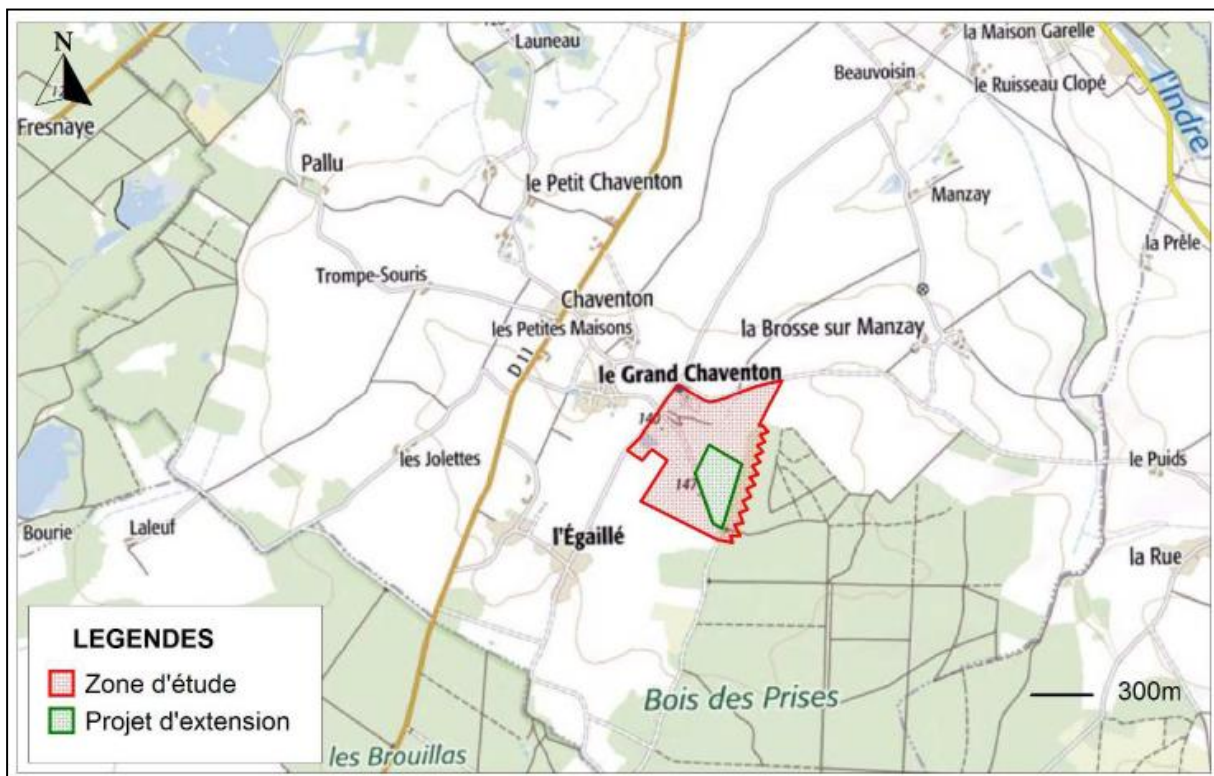 N
Fresnaye
Launeau
la Maison Garelle
Beauvoisin
le Ruisseau Clopé
l'Indre
Pallu
le Petit Chaventon
Manzay
la Prêle
Trompe-Souris
Chaventon
les Petites Maisons
la Brosse sur Manzay
D 11
le Grand Chaventon
les Jolettes
147
le Puids
Bourie
Laleuf
l'Égaillé
la Rue
LEGENDES
Zone d'étude
Projet d'extension
Bois des Prises
300m
les Brouillas